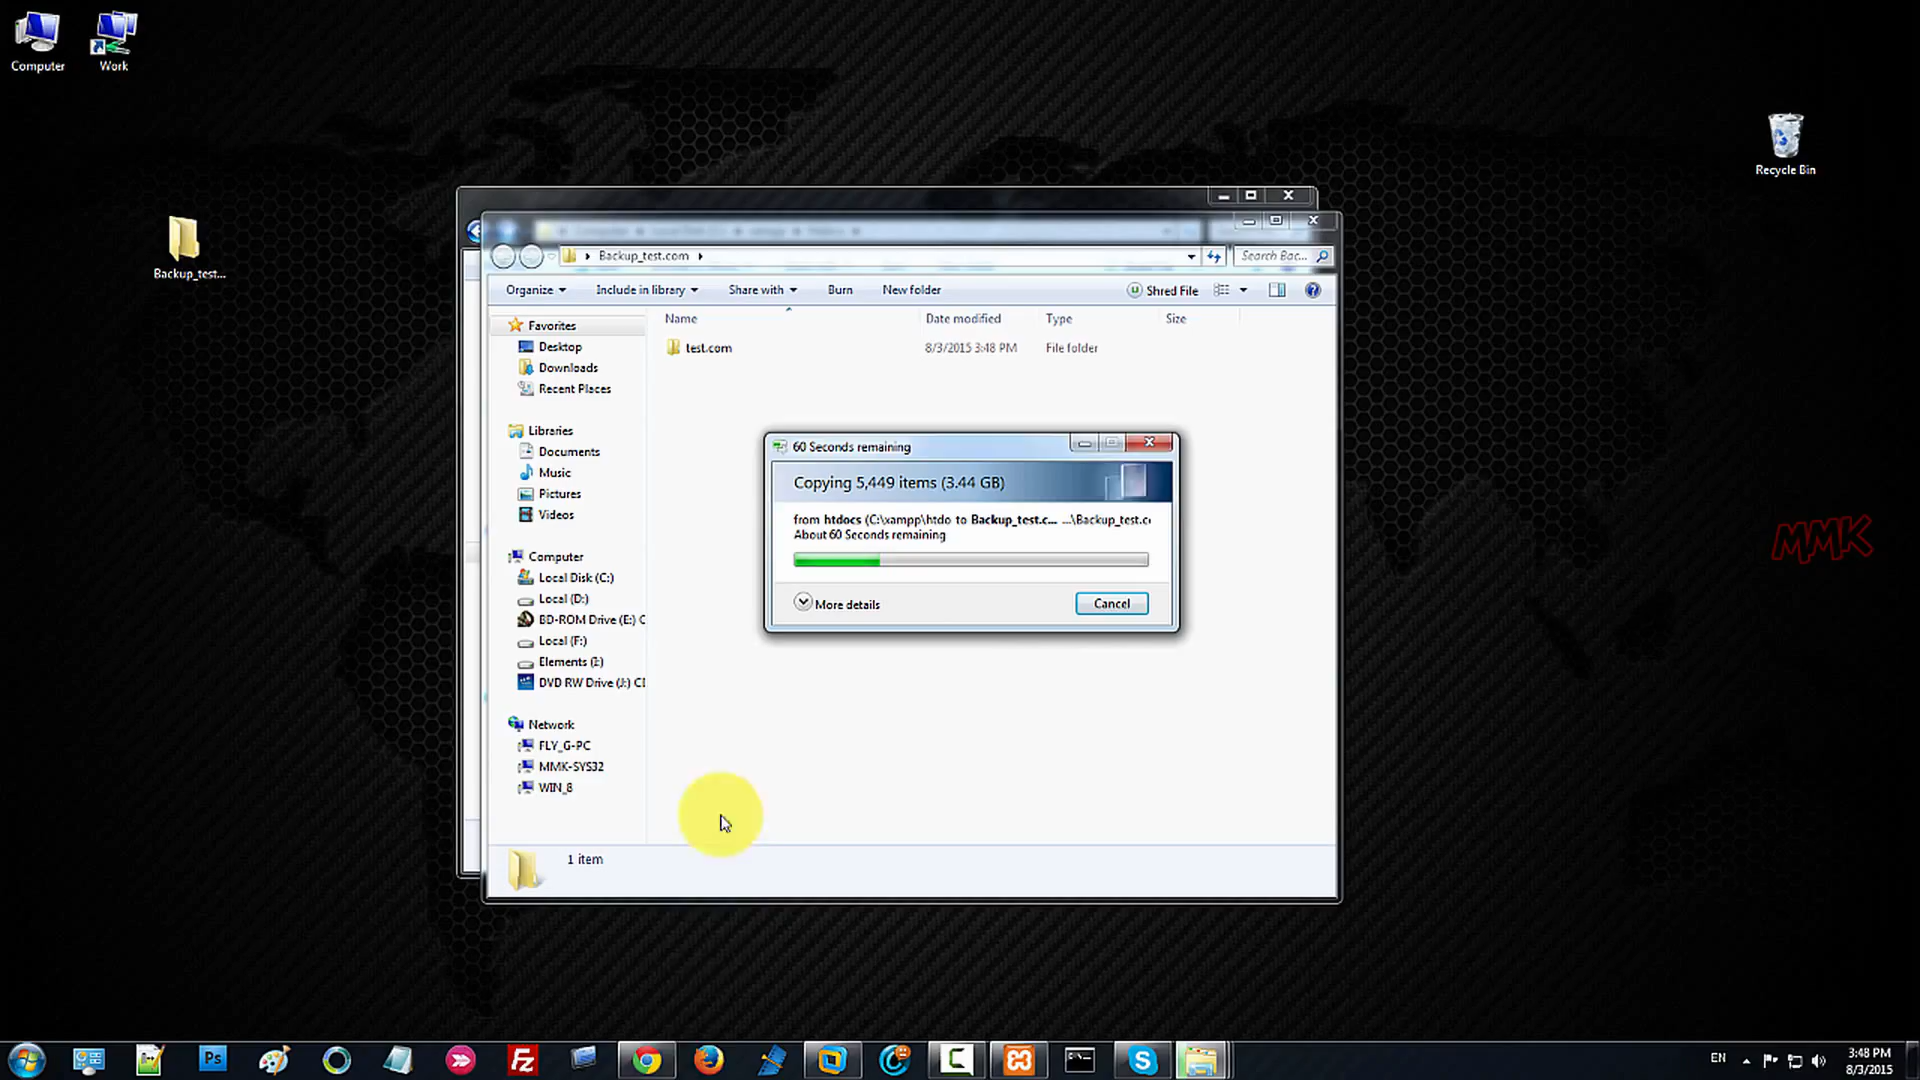 Computer
Work
Recycle Bin
Backup_test...
Backup_test.com
Search Bac...
Organize
Include in library
Share with
Burn
New folder
Shred File
Name
Date modified
Type
Size
test.com
8/3/2015 3:48 PM
File folder
Favorites
Desktop
Downloads
Recent Places
Libraries
Documents
Music
Pictures
Videos
Computer
Local Disk (C:)
Local (D:)
BD-ROM Drive (E:) C
Local (F:)
Elements (I:)
DVD RW Drive (J:) CD
Network
FLY_G-PC
MMK-SYS32
WIN_8
60 Seconds remaining
Copying 5,449 items (3.44 GB)
from htdocs (C:\xampp\htdo to Backup_test.c... ...\Backup_test.c
About 60 Seconds remaining
More details
Cancel
1 item
MMK
Ps
Fz
EN
3:48 PM
8/3/2015